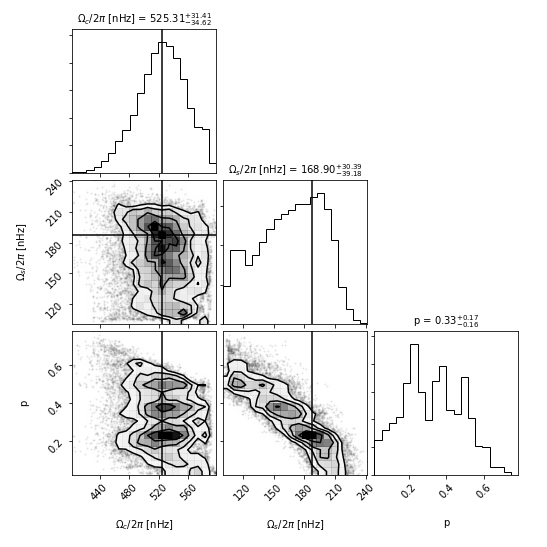 Ω_c/2π [nHz] = 525.31^{+31.41}_{-34.62}
Ω_s/2π [nHz] = 168.90^{+30.39}_{-39.18}
p = 0.33^{+0.17}_{-0.16}
Ω_s/2π [nHz]
240
210
180
150
120
p
0.6
0.4
0.2
440 480 520 560
120 150 180 210 240
0.2 0.4 0.6
Ω_c/2π [nHz]
Ω_s/2π [nHz]
p